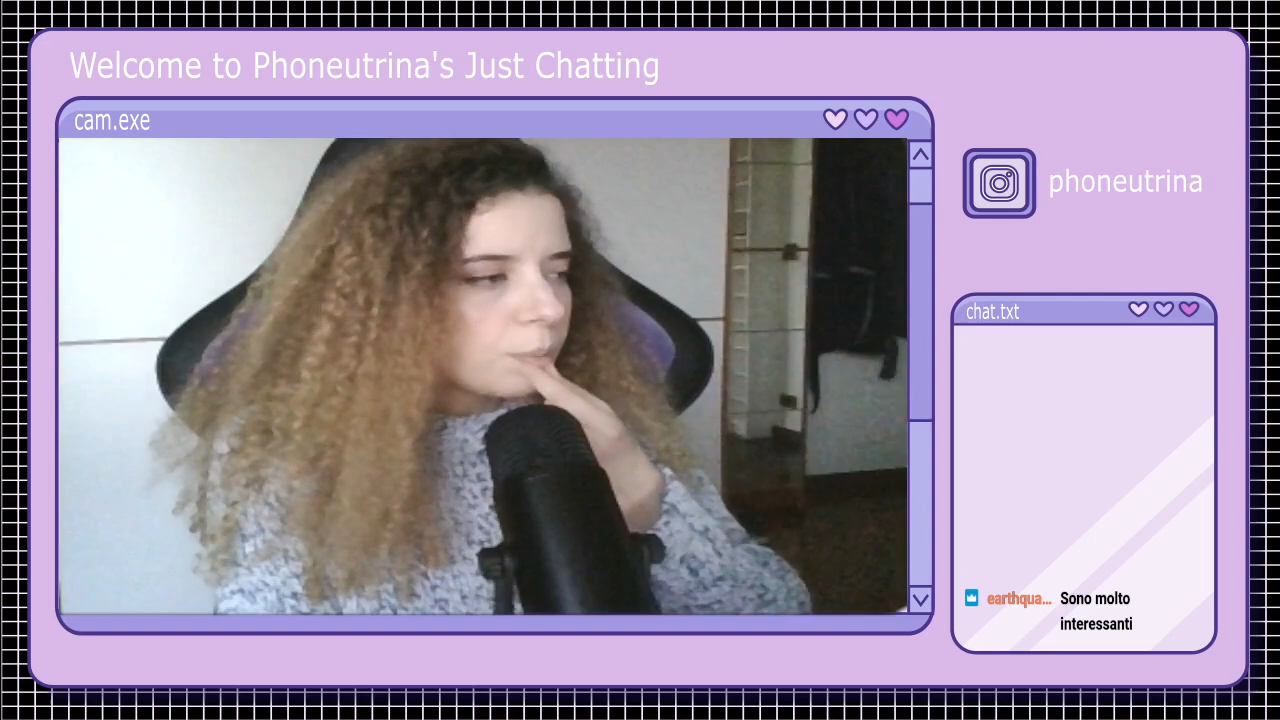 Welcome to Phoneutrina's Just Chatting
cam.exe
phoneutrina
chat.txt
earthqua... Sono molto
interessanti